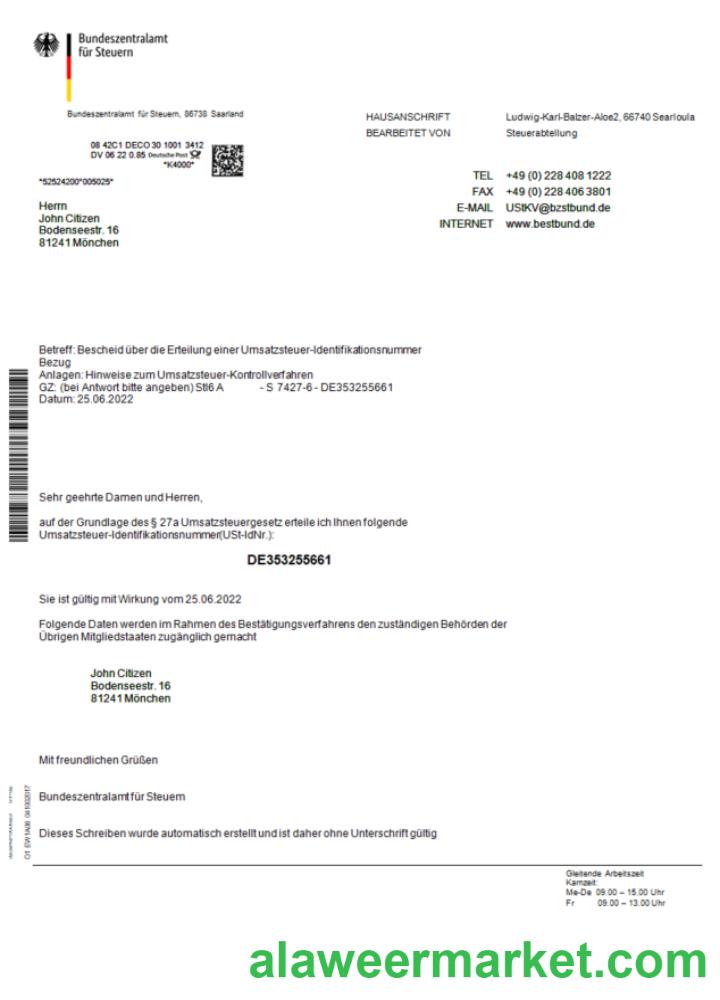 Bundeszentralamt
für Steuern
Bundeszentralamt für Steuern, 86738 Saarland
HAUSANSCHRIFT Ludwig-Karl-Balzer-Aloe2, 66740 Searloula
BEARBEITET VON Steuerabtellung
08 42C1 DECO 30 1001 3412
DV 06 22 0.85 Deutsche Post
*K4000*
*52524200*005025*
TEL +49 (0) 228 408 1222
FAX +49 (0) 228 406 3801
E-MAIL UStKV@bzstbund.de
INTERNET www.bestbund.de
Herrn
John Citizen
Bodenseestr. 16
81241 Mönchen
Betreff: Bescheid über die Erteilung einer Umsatzsteuer-Identifikationsnummer
Bezug
Anlagen: Hinweise zum Umsatzsteuer-Kontrollverfahren
GZ: (bei Antwort bitte angeben) StI6 A - S 7427-6 - DE353255661
Datum: 25.06.2022
Sehr geehrte Damen und Herren,
auf der Grundlage des § 27a Umsatzsteuergesetz erteile ich Ihnen folgende
Umsatzsteuer-Identifikationsnummer(USt-IdNr.):
DE353255661
Sie ist gültig mit Wirkung vom 25.06.2022
Folgende Daten werden im Rahmen des Bestätigungsverfahrens den zuständigen Behörden der
Übrigen Mitgliedstaaten zugänglich gemacht
John Citizen
Bodenseestr. 16
81241 Mönchen
Mit freundlichen Grüßen
Bundeszentralamt für Steuern
Dieses Schreiben wurde automatisch erstellt und ist daher ohne Unterschrift gültig
Gleitende Arbeitszeit
Karnzeit:
Me-De 09.00 – 15.00 Uhr
Fr 09.00 – 13.00 Uhr
alaweermarket.com